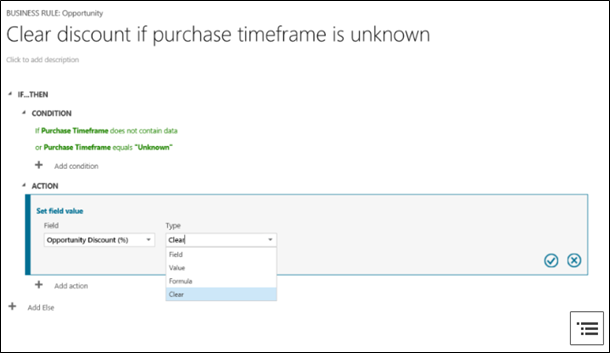 BUSINESS RULE: Opportunity
Clear discount if purchase timeframe is unknown
Click to add description
IF...THEN
CONDITION
If Purchase Timeframe does not contain data
or Purchase Timeframe equals "Unknown"
Add condition
ACTION
Set field value
Field Type
Opportunity Discount (%) Clear
Field
Value
Formula
Clear
Add action
Add Else